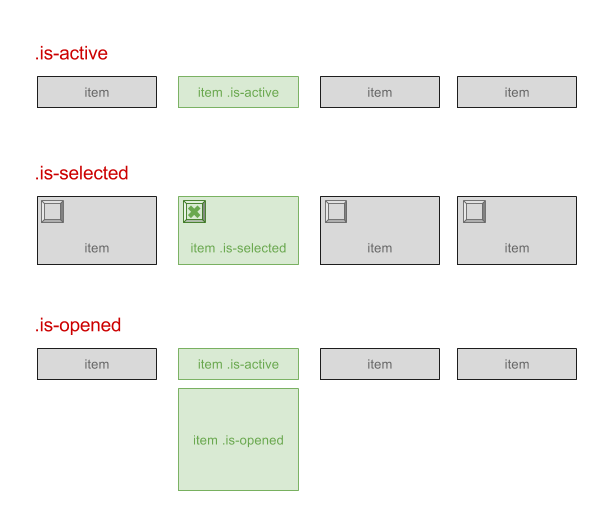 .is-active
item item .is-active item item
.is-selected
item item .is-selected item item
.is-opened
item item .is-active item item
item .is-opened